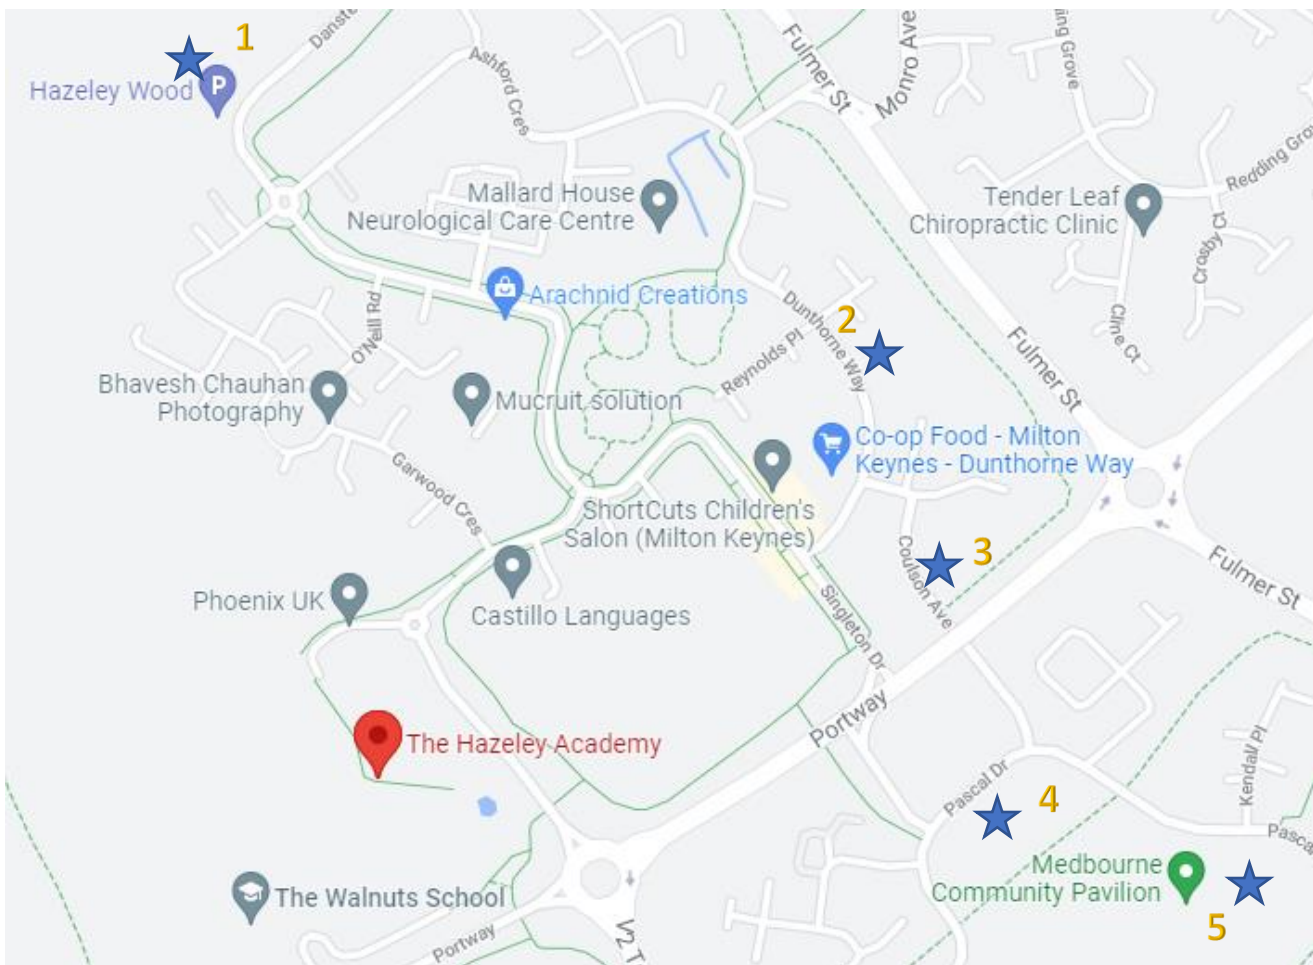 1
Danste
Hazeley Wood
P
Ashford Cres
Fulmer St
Monro Ave
ing Grove
Redding Gro
Mallard House
Neurological Care Centre
Tender Leaf
Chiropractic Clinic
Crosby Ct
Cline Ct
Arachnid Creations
O'Neill Rd
2
Dunthorne Way
Reynolds Pl
Fulmer St
Bhavesh Chauhan
Photography
Mucruit solution
Co-op Food - Milton
Keynes - Dunthorne Way
Garwood Cres
ShortCuts Children's
Salon (Milton Keynes)
Coulson Ave
3
Fulmer St
Phoenix UK
Castillo Languages
Singleton Dr
The Hazeley Academy
Portway
Pascal Dr
4
Kendall Pl
Pasca
Medbourne
Community Pavilion
5
The Walnuts School
Portway
V2 T